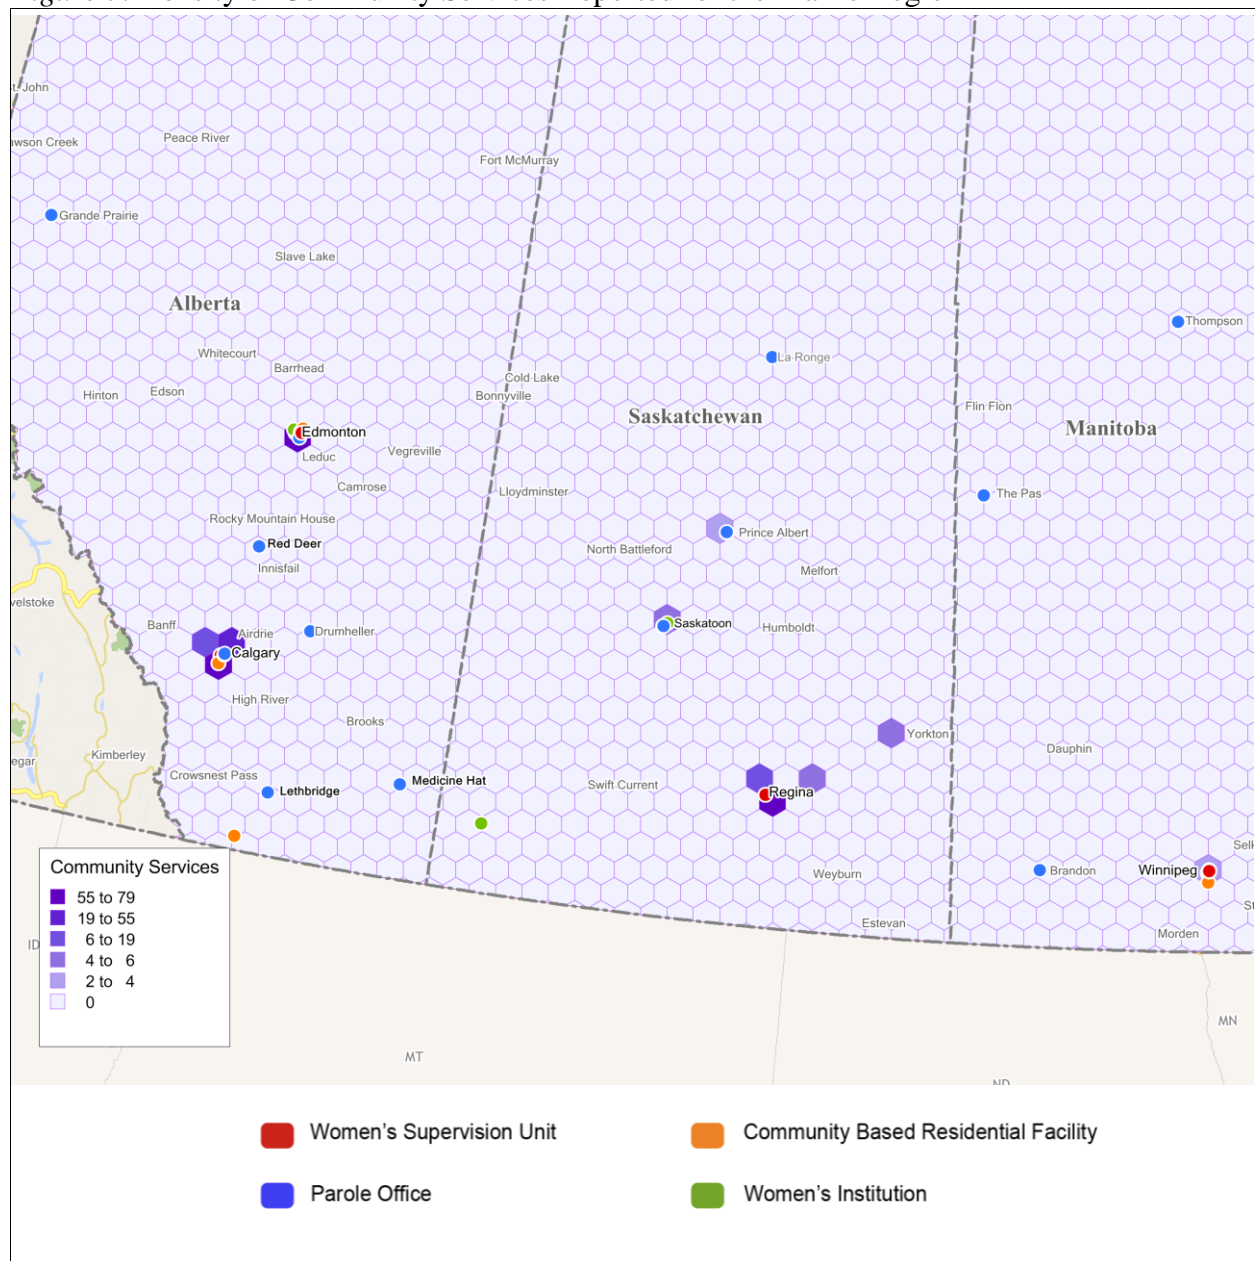 St. John
awson Creek
Peace River
Fort McMurray
Grande Prairie
Slave Lake
Alberta
Thompson
Whitecourt
La Ronge
Barrhead
Cold Lake
Hinton
Edson
Bonnyville
Saskatchewan
Flin Flon
Manitoba
Edmonton
Vegreville
Leduc
Camrose
Lloydminster
The Pas
Rocky Mountain House
Prince Albert
Red Deer
North Battleford
Innisfail
Melfort
velstoke
Banff
Airdrie
Drumheller
Saskatoon
Humboldt
Calgary
High River
Brooks
Yorkton
Kimberley
egar
Dauphin
Crowsnest Pass
Medicine Hat
Swift Current
Lethbridge
Regina
Selk
Community Services
Weyburn
Brandon
Winnipeg
55 to 79
19 to 55
6 to 19
4 to 6
2 to 4
0
Estevan
St
Morden
ID
MN
MT
ND
Women's Supervision Unit
Community Based Residential Facility
Parole Office
Women's Institution